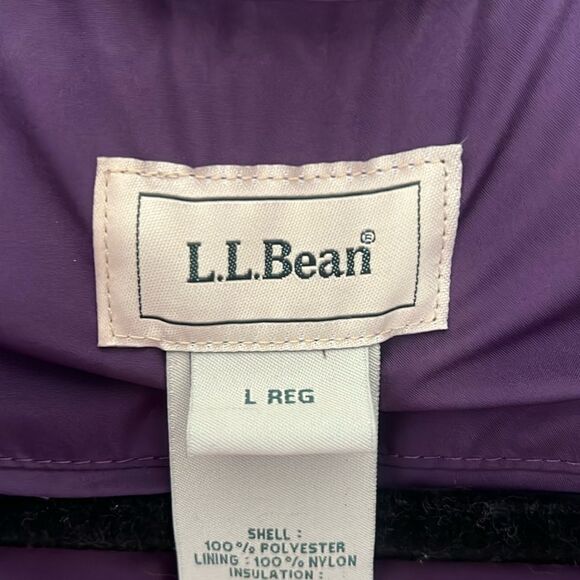 L.L.Bean®
L REG
SHELL :
100% POLYESTER
LINING : 100% NYLON
INSULATION :